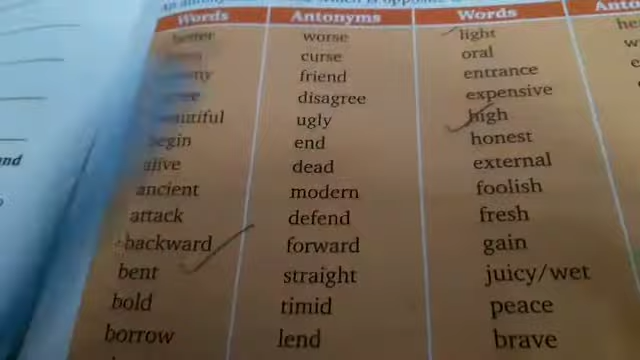 Words Antonyms Words
better worse light he
curse oral
friend entrance
disagree expensive
ugly high
begin end honest
alive dead external
ancient modern foolish
attack defend fresh
backward forward gain
bent straight juicy/wet
bold timid peace
borrow lend brave